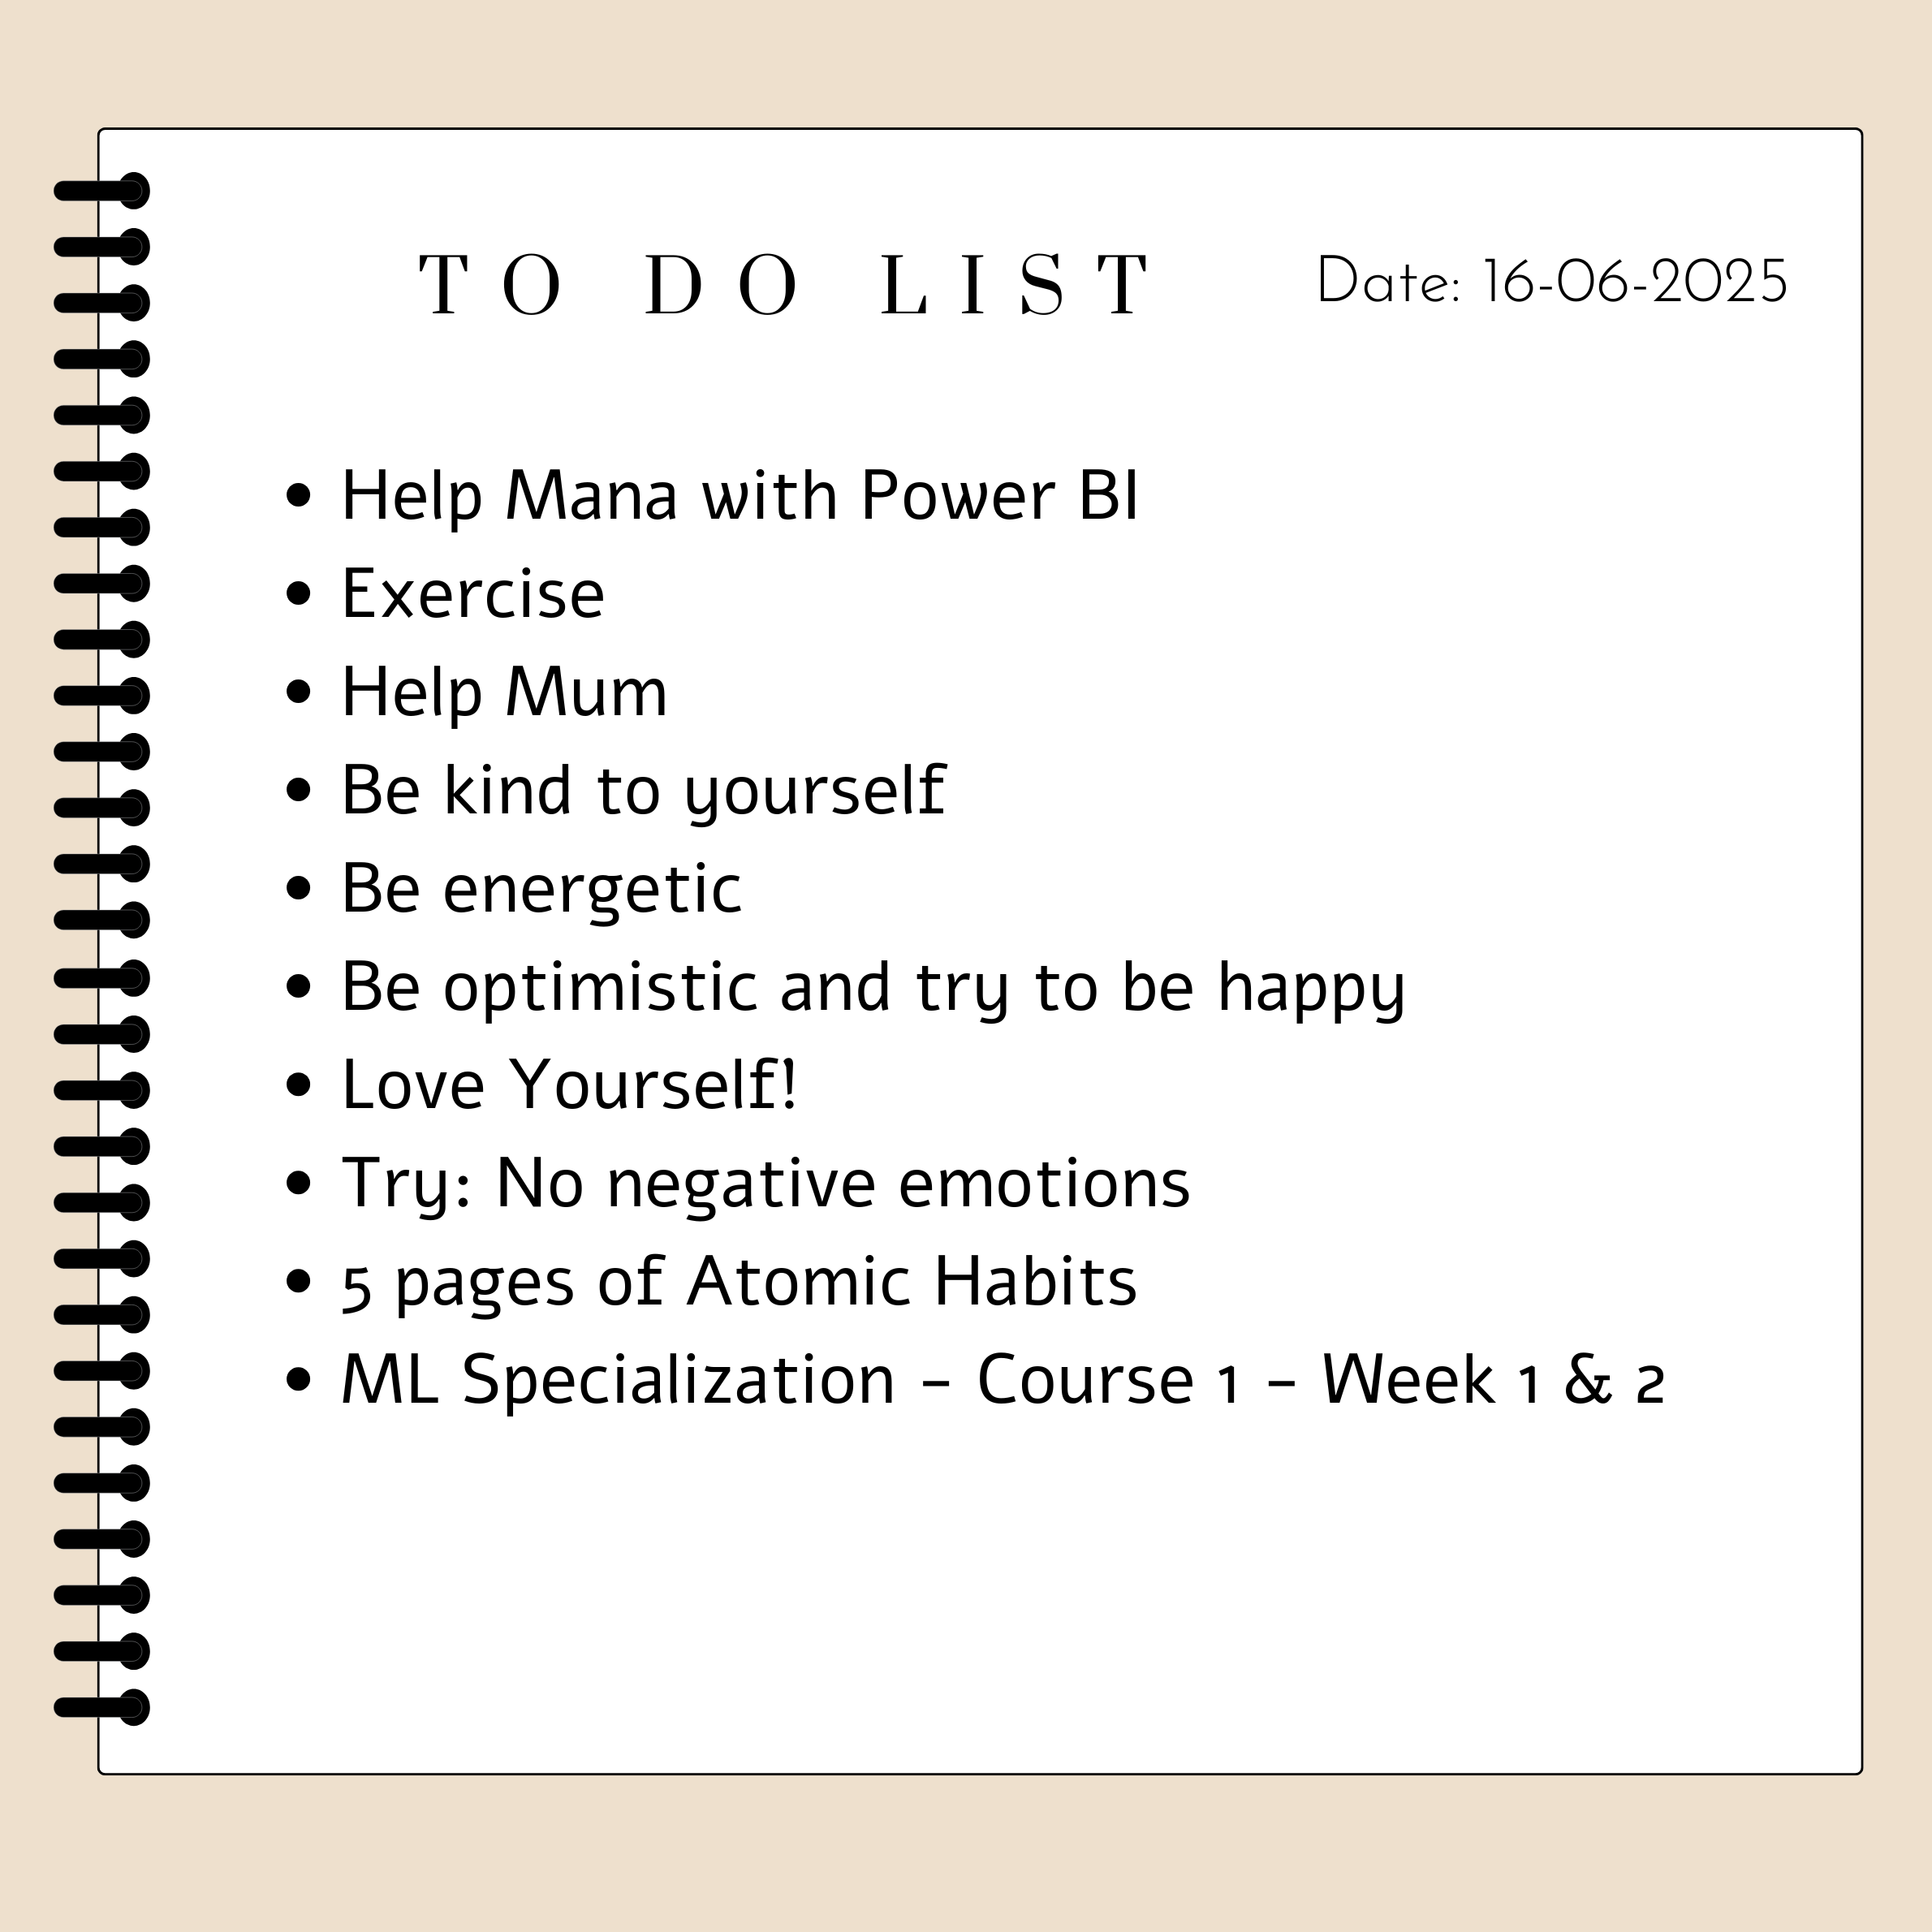 TO DO LIST
Date: 16-06-2025
• Help Mana with Power BI
• Exercise
• Help Mum
• Be kind to yourself
• Be energetic
• Be optimistic and try to be happy
• Love Yourself!
• Try: No negative emotions
• 5 pages of Atomic Habits
• ML Specialization - Course 1 - Week 1 & 2